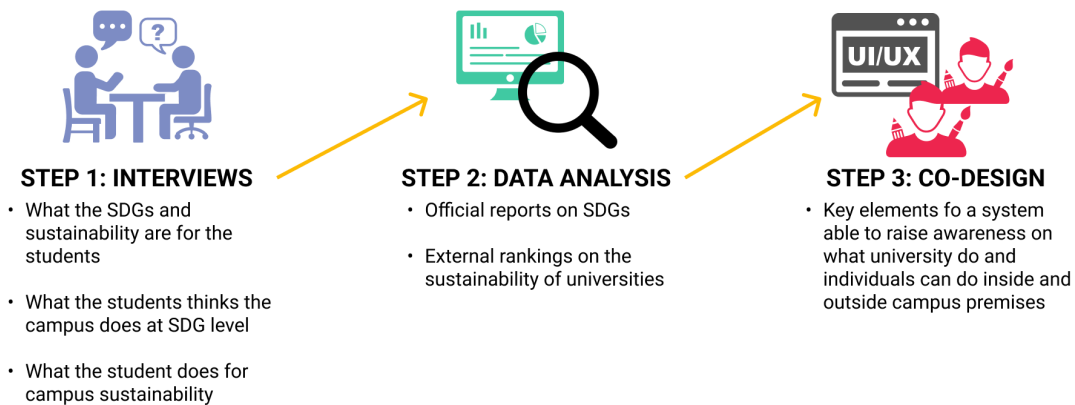 UI/UX
?
STEP 1: INTERVIEWS
• What the SDGs and
sustainability are for the
students
• What the students thinks the
campus does at SDG level
• What the student does for
campus sustainability
STEP 2: DATA ANALYSIS
• Official reports on SDGs
• External rankings on the
sustainability of universities
STEP 3: CO-DESIGN
• Key elements fo a system
able to raise awareness on
what university do and
individuals can do inside and
outside campus premises